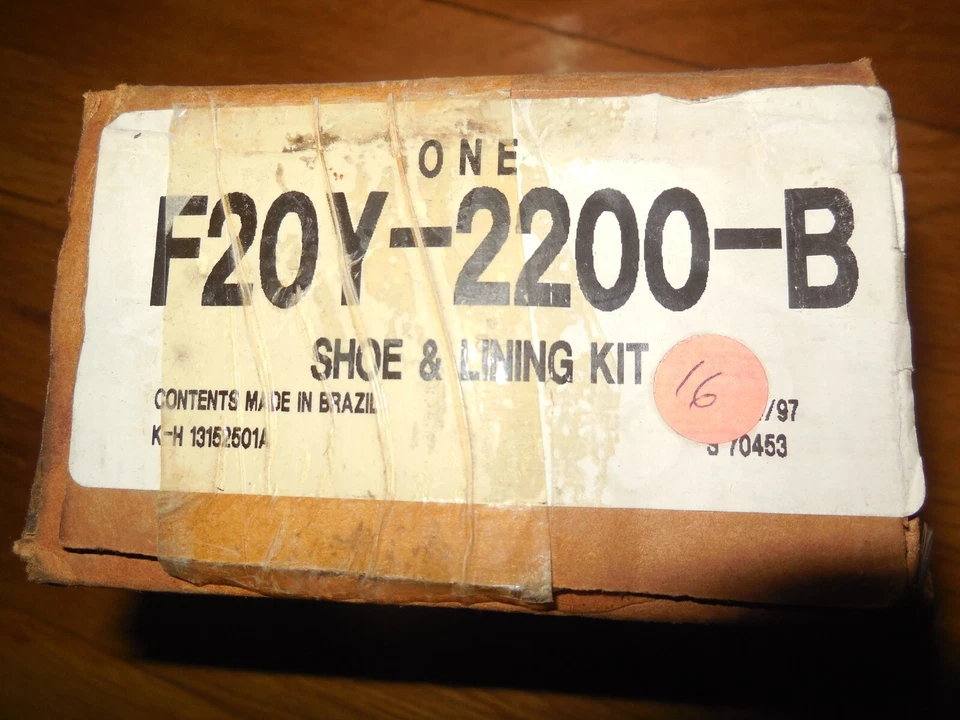 ONE
F20Y-2200-B
SHOE & LINING KIT
CONTENTS MADE IN BRAZIL
K-H 13152501A
16
/97
S 70453